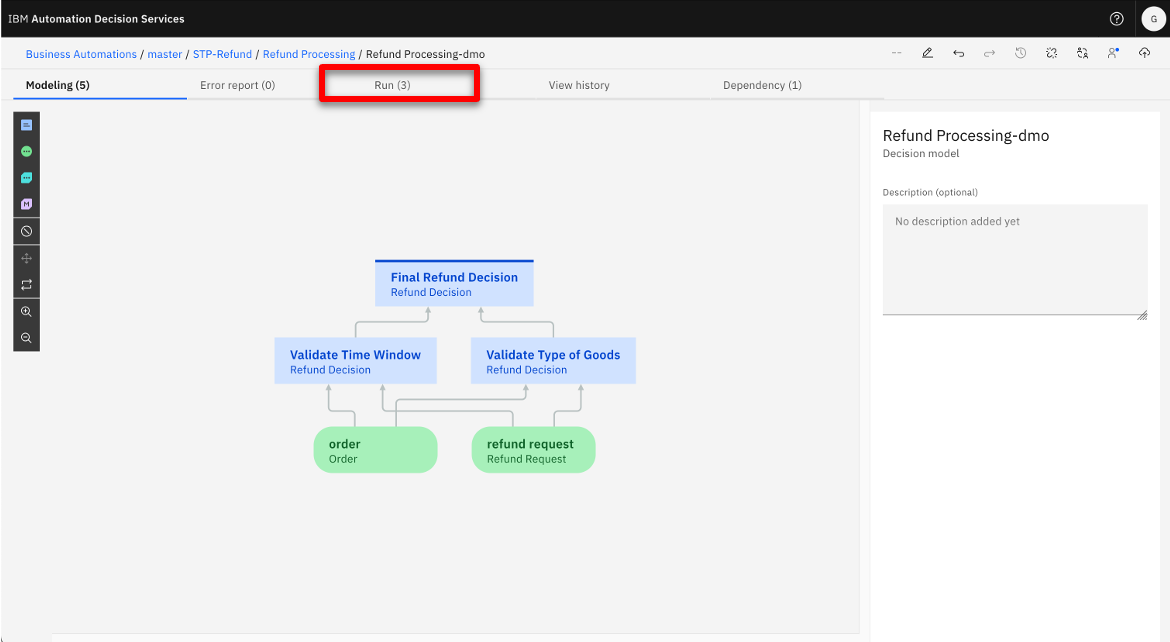 IBM Automation Decision Services
G
Business Automations / master / STP-Refund / Refund Processing / Refund Processing-dmo
Modeling (5)
Error report (0)
Run (3)
View history
Dependency (1)
M
Refund Processing-dmo
Decision model
Description (optional)
No description added yet
Final Refund Decision
Refund Decision
Validate Time Window
Refund Decision
Validate Type of Goods
Refund Decision
order
Order
refund request
Refund Request